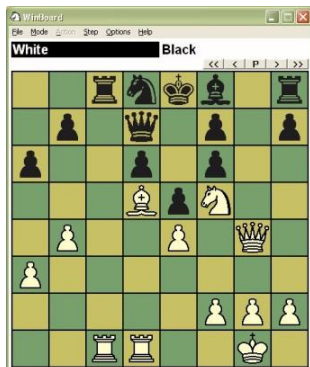 WinBoard
File Mode Action Step Options Help
White Black
<< < P > >>